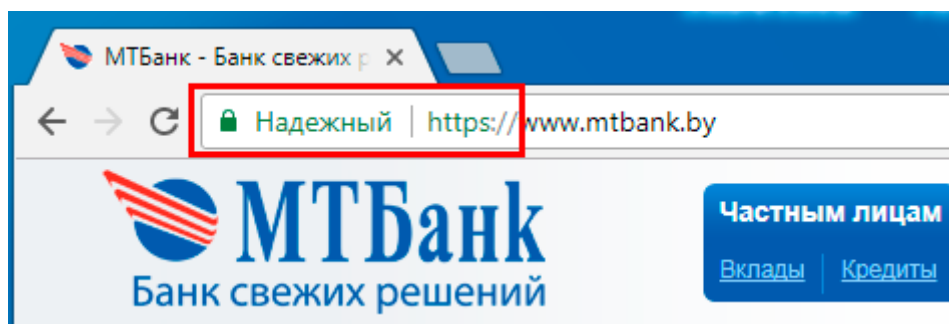 МТБанк - Банк свежих р
Надежный | https://www.mtbank.by
МТБанк
Банк свежих решений
Частным лицам
Вклады
Кредиты